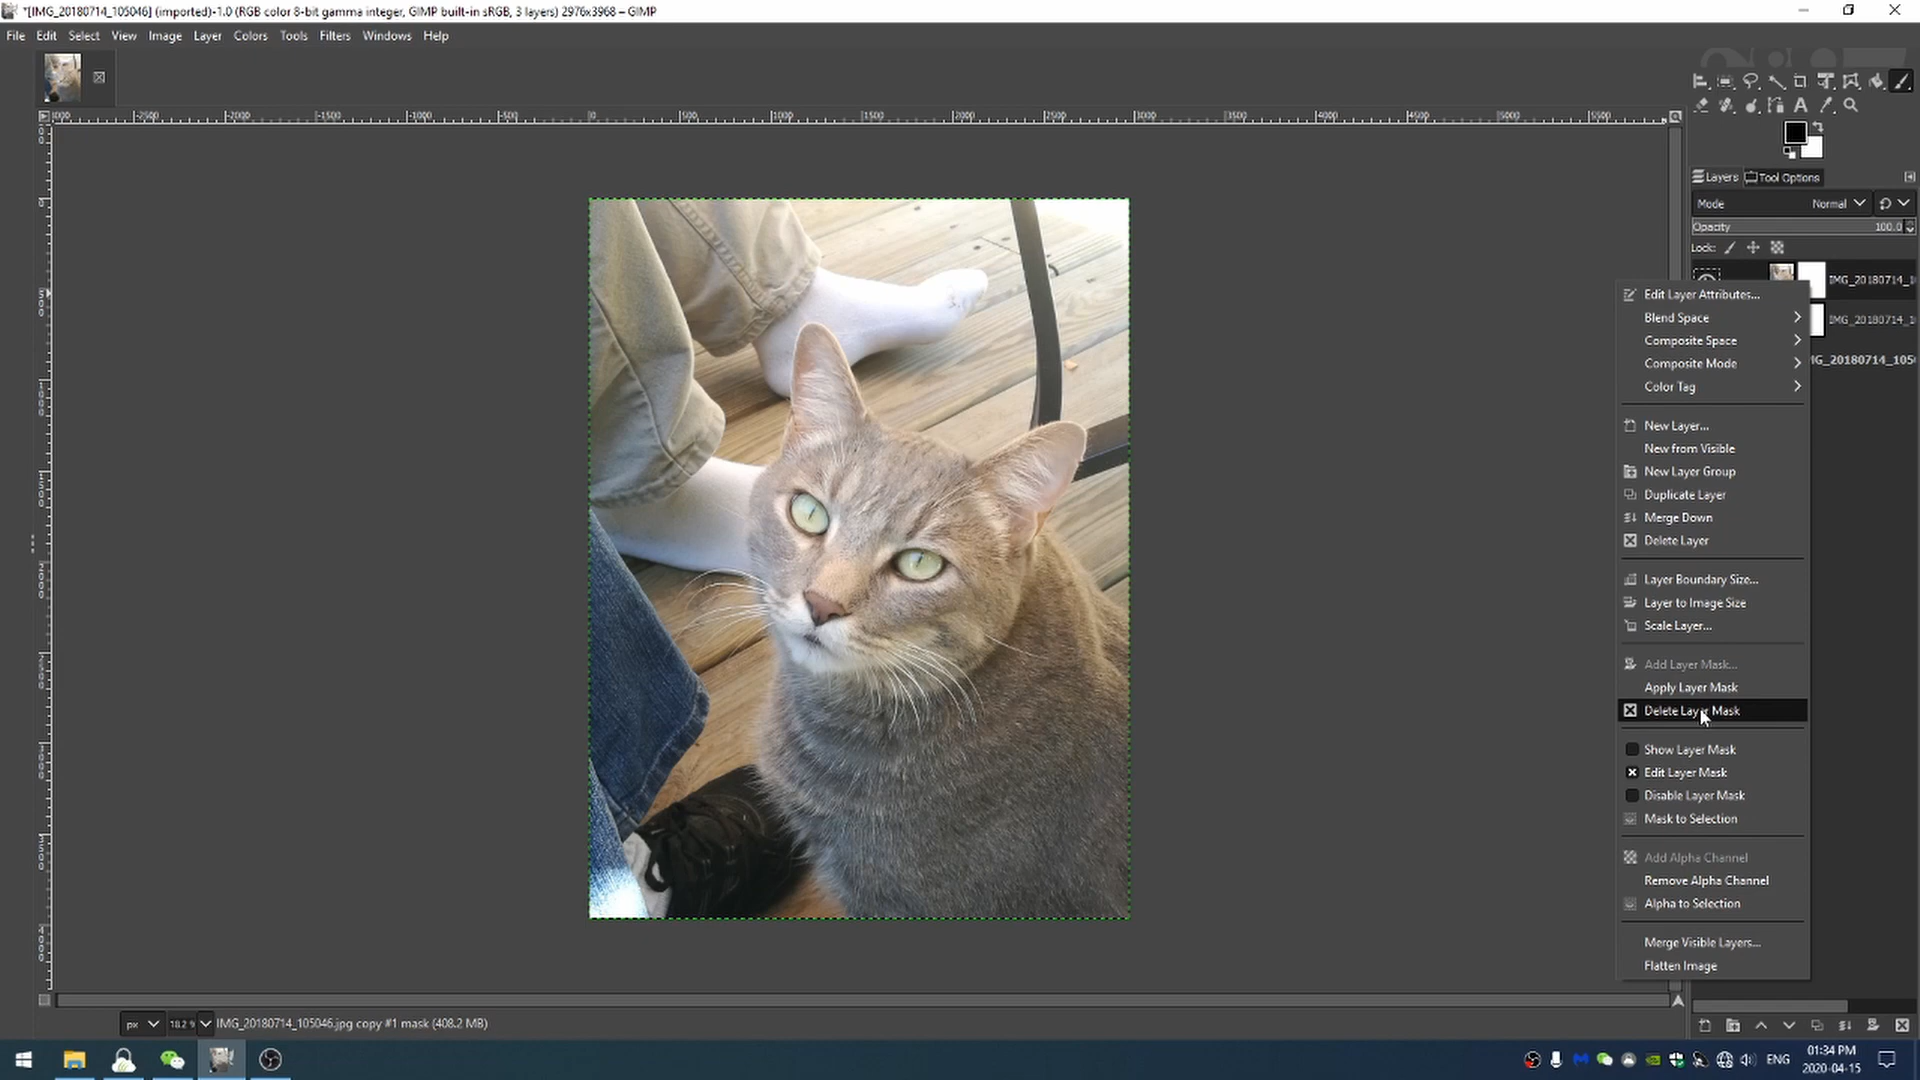 *[IMG_20180714_105046] (imported)-1.0 (RGB color 8-bit gamma integer, GIMP built-in sRGB, 3 layers) 2976x3968 – GIMP
File Edit Select View Image Layer Colors Tools Filters Windows Help
Layers Tool Options
Mode Normal
Opacity 100.0
Lock:
IMG_20180714_1
Edit Layer Attributes...
Blend Space
IMG_20180714_1
Composite Space
Composite Mode
IMG_20180714_105
Color Tag
New Layer...
New from Visible
New Layer Group
Duplicate Layer
Merge Down
Delete Layer
Layer Boundary Size...
Layer to Image Size
Scale Layer...
Add Layer Mask...
Apply Layer Mask
Delete Layer Mask
Show Layer Mask
Edit Layer Mask
Disable Layer Mask
Mask to Selection
Add Alpha Channel
Remove Alpha Channel
Alpha to Selection
Merge Visible Layers...
Flatten Image
px 18.2 % IMG_20180714_105046.jpg copy #1 mask (408.2 MB)
ENG
01:34 PM
2020-04-15